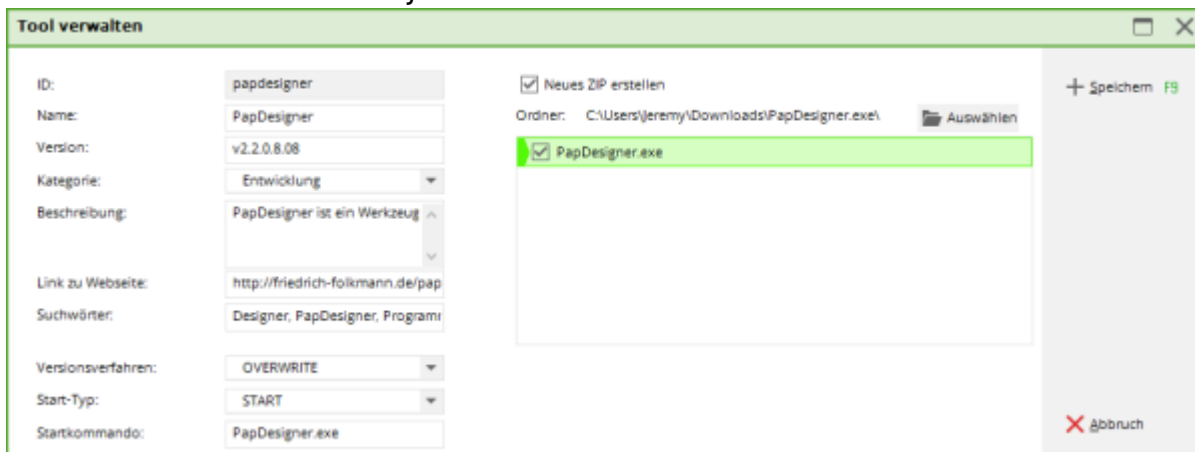 Tool verwalten
ID: papdesigner
Name: PapDesigner
Version: v2.2.0.8.08
Kategorie: Entwicklung
Beschreibung: PapDesigner ist ein Werkzeug
Link zu Webseite: http://friedrich-folkmann.de/pap
Suchwörter: Designer, PapDesigner, Program
Versionsverfahren: OVERWRITE
Start-Typ: START
Startkommando: PapDesigner.exe
Neues ZIP erstellen
Ordner: C:\Users\Jeremy\Downloads\PapDesigner.exe\ Auswählen
PapDesigner.exe
Speichern F9
Abbruch